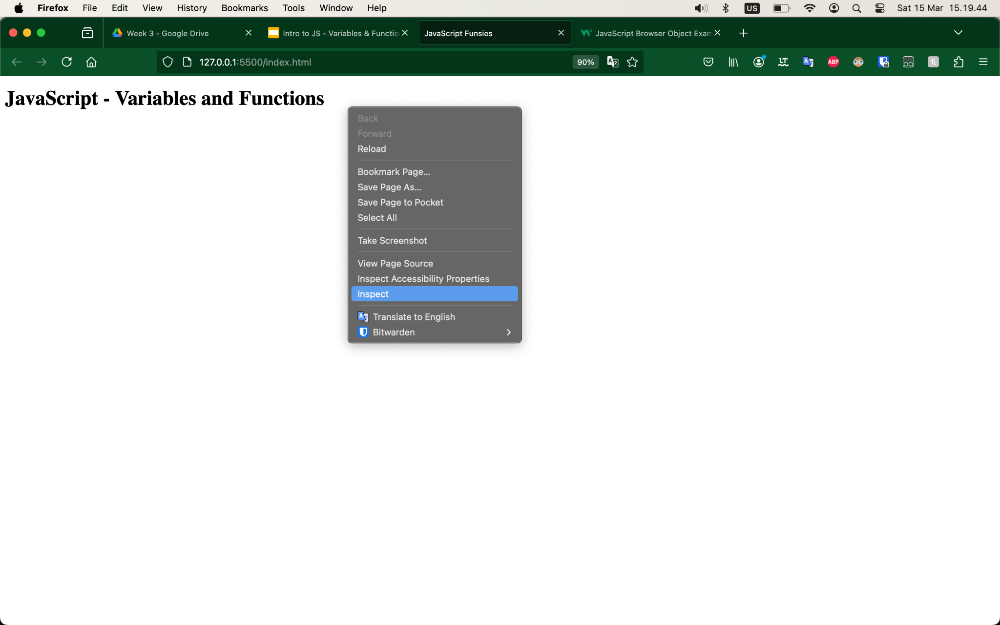 Firefox File Edit View History Bookmarks Tools Window Help US Sat 15 Mar 15.19.44
Week 3 - Google Drive Intro to JS - Variables & Functio JavaScript Funsies JavaScript Browser Object Exam
127.0.0.1:5500/index.html 90% LT ABP
JavaScript - Variables and Functions
Back
Forward
Reload
Bookmark Page...
Save Page As...
Save Page to Pocket
Select All
Take Screenshot
View Page Source
Inspect Accessibility Properties
Inspect
Translate to English
Bitwarden